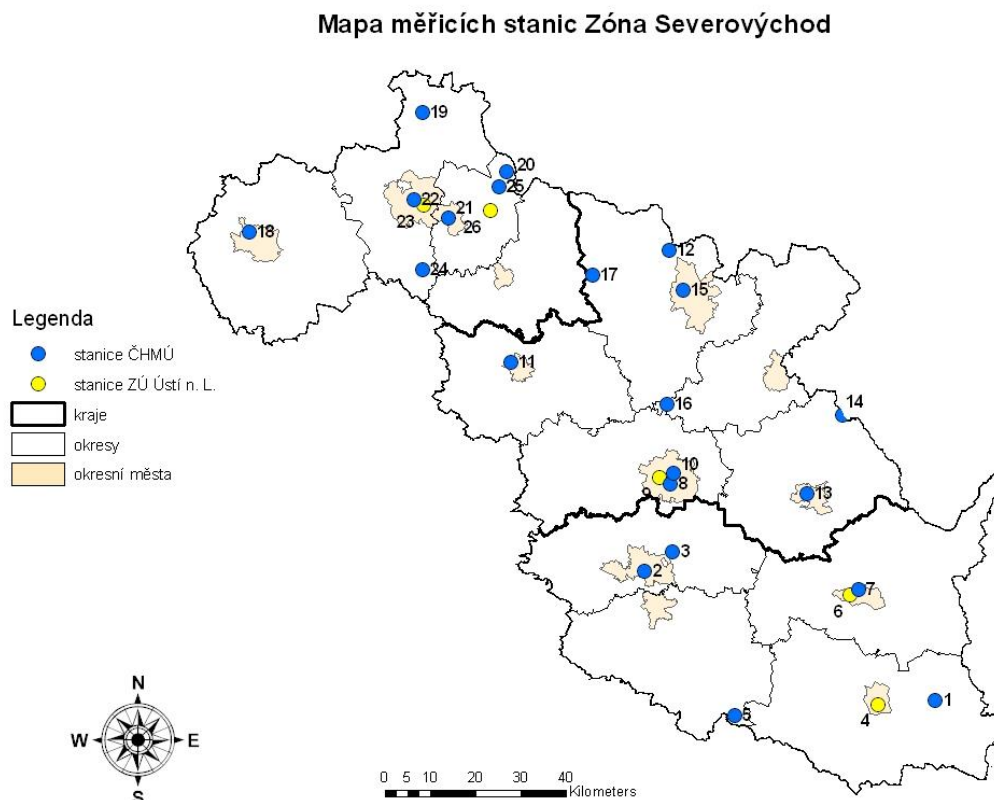 Mapa měřicích stanic Zóna Severovýchod
19
20
25
22
21
23
26
18
12
24
17
15
Legenda
stanice ČHMÚ
11
stanice ZÚ Ústí n. L.
kraje
16
14
okresy
okresní města
10
8
9
13
3
2
7
6
N
1
5
4
W
E
S
0 5 10 20 30 40
Kilometers